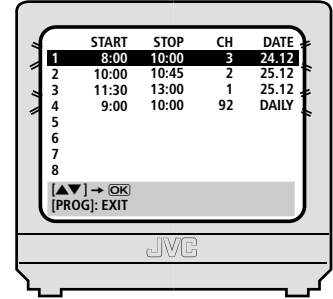 START STOP CH DATE
1 8:00 10:00 3 24.12
2 10:00 10:45 2 25.12
3 11:30 13:00 1 25.12
4 9:00 10:00 92 DAILY
5
6
7
8
[▲▼] → OK
[PROG]: EXIT
JVC